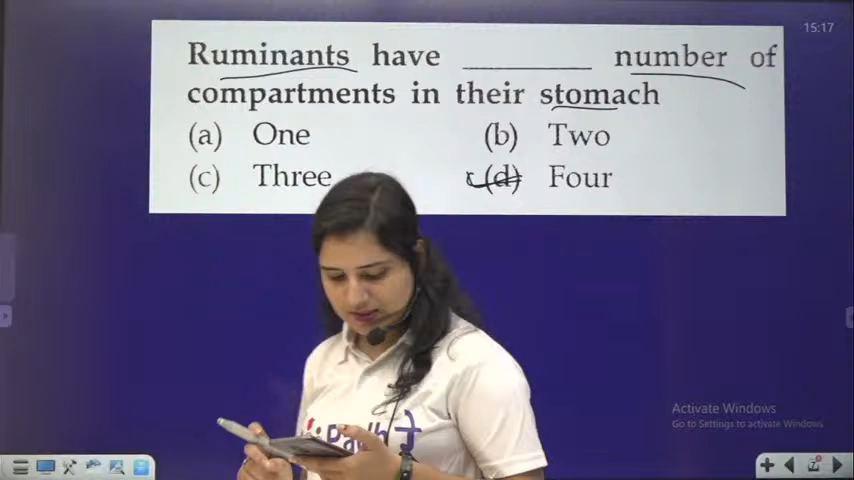 15:17
Ruminants have ________ number of
compartments in their stomach
(a) One (b) Two
(c) Three (d) Four
Activate Windows
Go to Settings to activate Windows